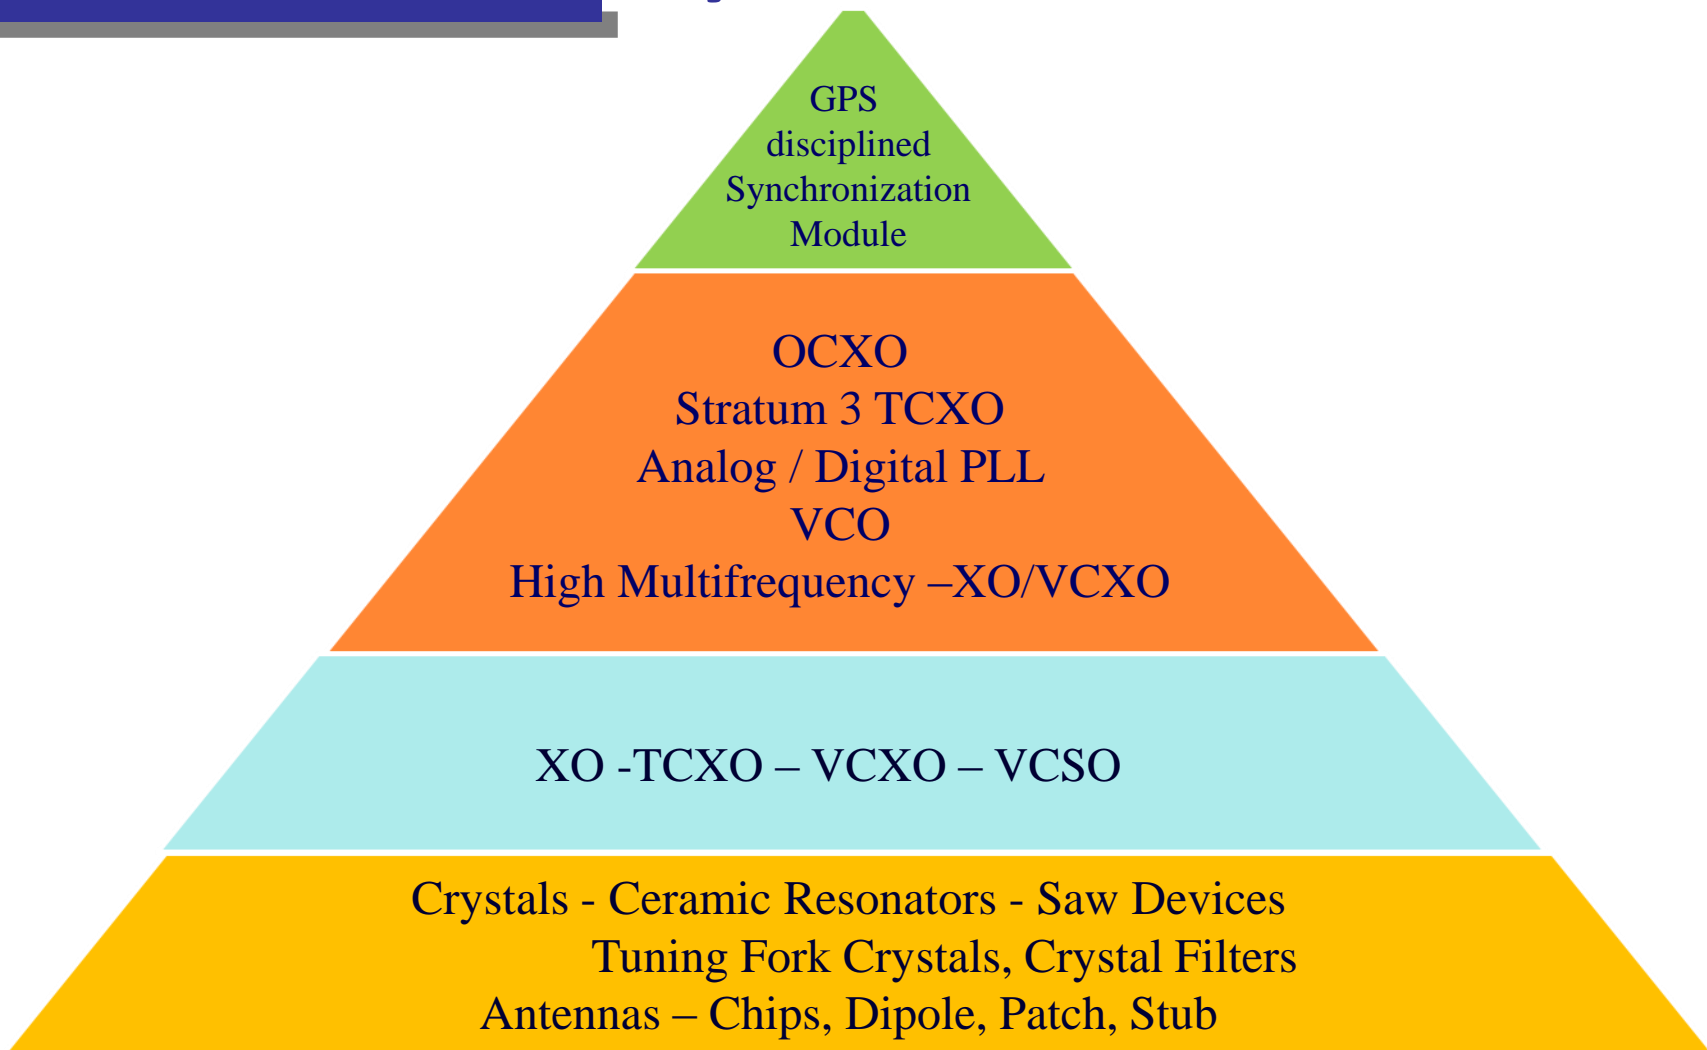 GPS
disciplined
Synchronization
Module
OCXO
Stratum 3 TCXO
Analog / Digital PLL
VCO
High Multifrequency –XO/VCXO
XO -TCXO – VCXO – VCSO
Crystals - Ceramic Resonators - Saw Devices
Tuning Fork Crystals, Crystal Filters
Antennas – Chips, Dipole, Patch, Stub